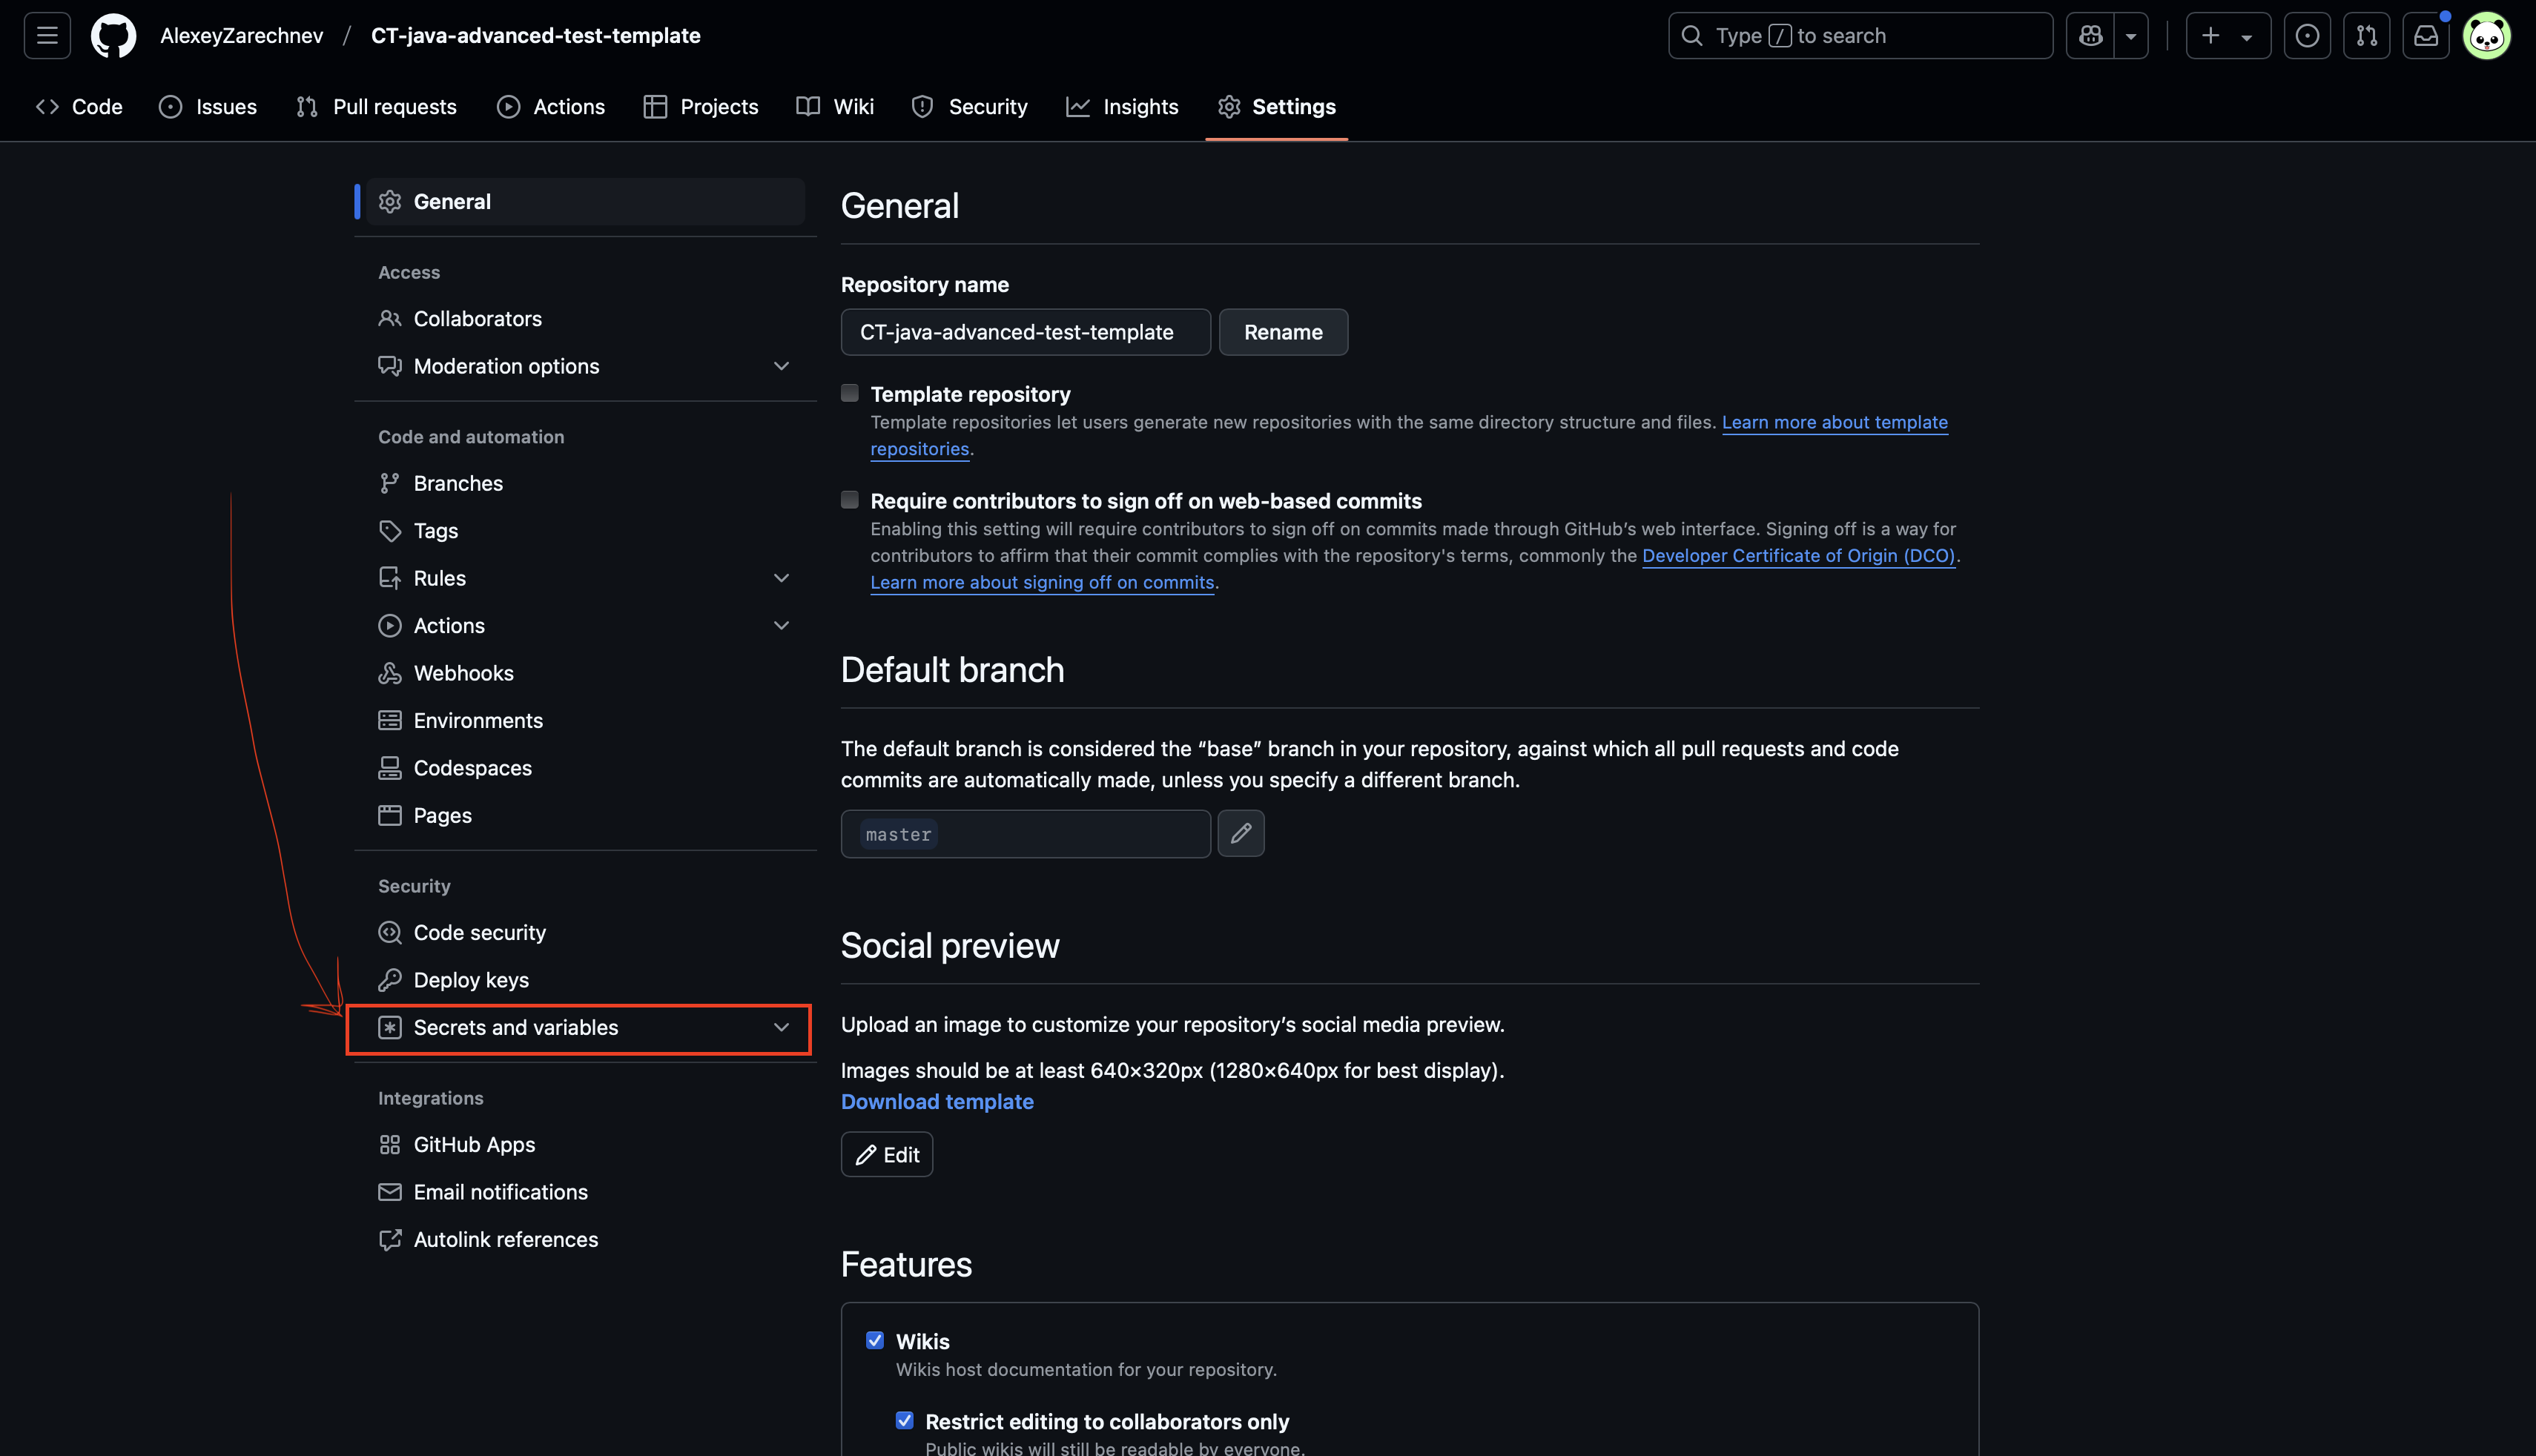 AlexeyZarechnev / CT-java-advanced-test-template
Type / to search
Code
Issues
Pull requests
Actions
Projects
Wiki
Security
Insights
Settings
General
Access
Collaborators
Moderation options
Code and automation
Branches
Tags
Rules
Actions
Webhooks
Environments
Codespaces
Pages
Security
Code security
Deploy keys
Secrets and variables
Integrations
GitHub Apps
Email notifications
Autolink references
General
Repository name
CT-java-advanced-test-template
Rename
Template repository
Template repositories let users generate new repositories with the same directory structure and files. Learn more about template
repositories.
Require contributors to sign off on web-based commits
Enabling this setting will require contributors to sign off on commits made through GitHub’s web interface. Signing off is a way for
contributors to affirm that their commit complies with the repository's terms, commonly the Developer Certificate of Origin (DCO).
Learn more about signing off on commits.
Default branch
The default branch is considered the “base” branch in your repository, against which all pull requests and code
commits are automatically made, unless you specify a different branch.
master
Social preview
Upload an image to customize your repository’s social media preview.
Images should be at least 640×320px (1280×640px for best display).
Download template
Edit
Features
Wikis
Wikis host documentation for your repository.
Restrict editing to collaborators only
Public wikis will still be readable by everyone.